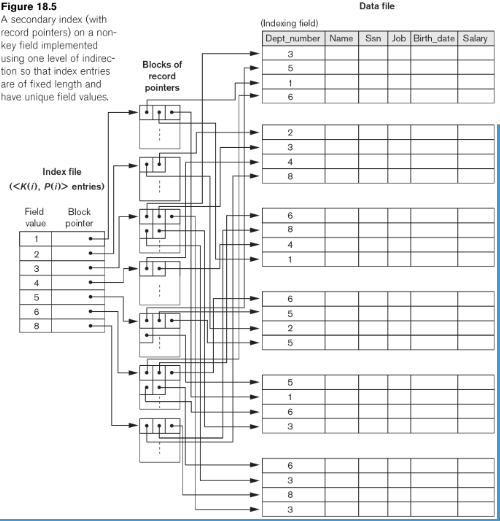 Figure 18.5
A secondary index (with
record pointers) on a non-
key field implemented
using one level of indirec-
tion so that index entries
are of fixed length and
have unique field values.
Data file
(Indexing field)
Dept_number Name Ssn Job Birth_date Salary
3
5
1
6
2
3
4
8
6
8
4
1
6
5
2
5
5
1
6
3
6
3
8
3
Blocks of
record
pointers
Index file
(<K(i), P(i)> entries)
Field
value
Block
pointer
1
2
3
4
5
6
8